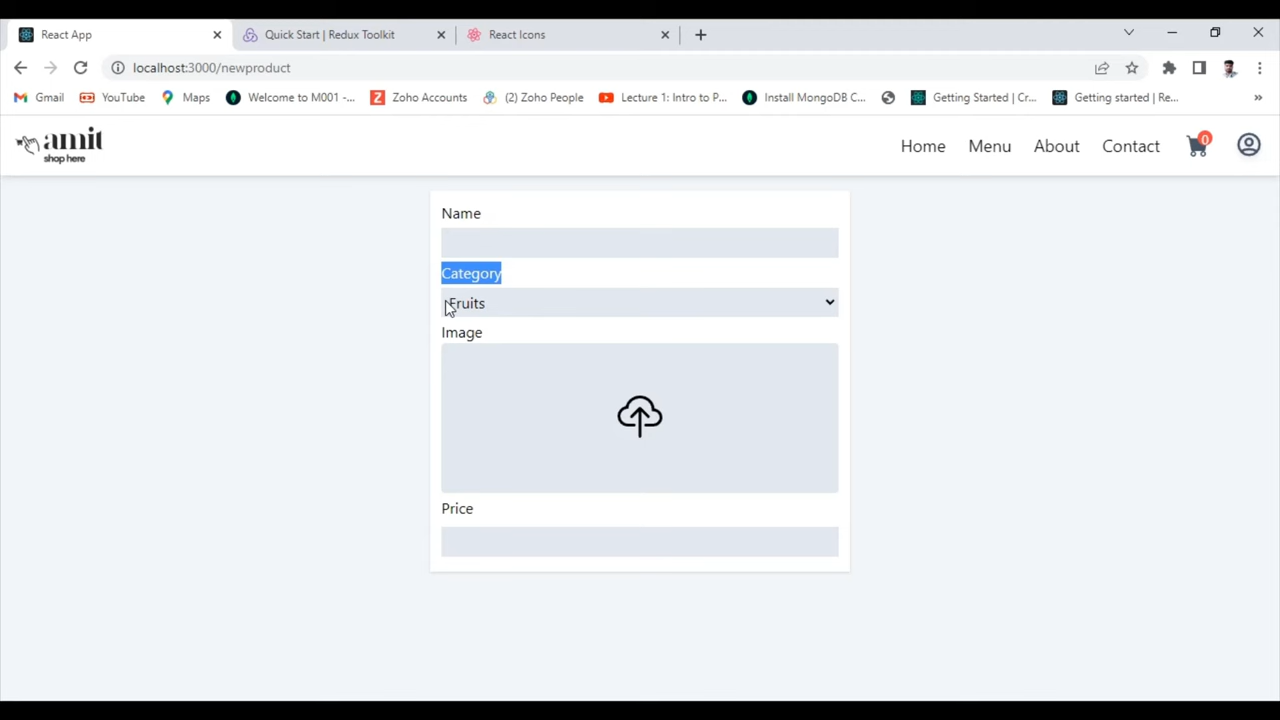 React App
Quick Start | Redux Toolkit
React Icons
localhost:3000/newproduct
Gmail
YouTube
Maps
Welcome to M001 -...
Zoho Accounts
(2) Zoho People
Lecture 1: Intro to P...
Install MongoDB C...
Getting Started | Cr...
Getting started | Re...
»
amit
shop here
Home
Menu
About
Contact
0
Name
Category
Fruits
Image
Price